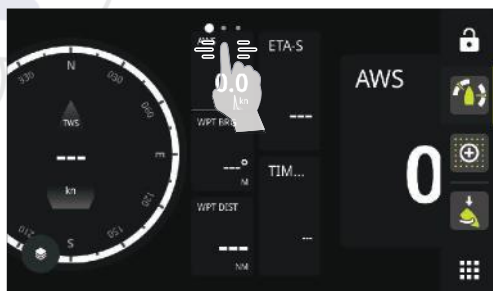 330
N
030
060
TWS
---
kn
E
120
150
S
210
AWS
0.0
kn
WPT BRG
---°
M
WPT DIST
---
NM
ETA-S
---
TIM...
---
AWS
0